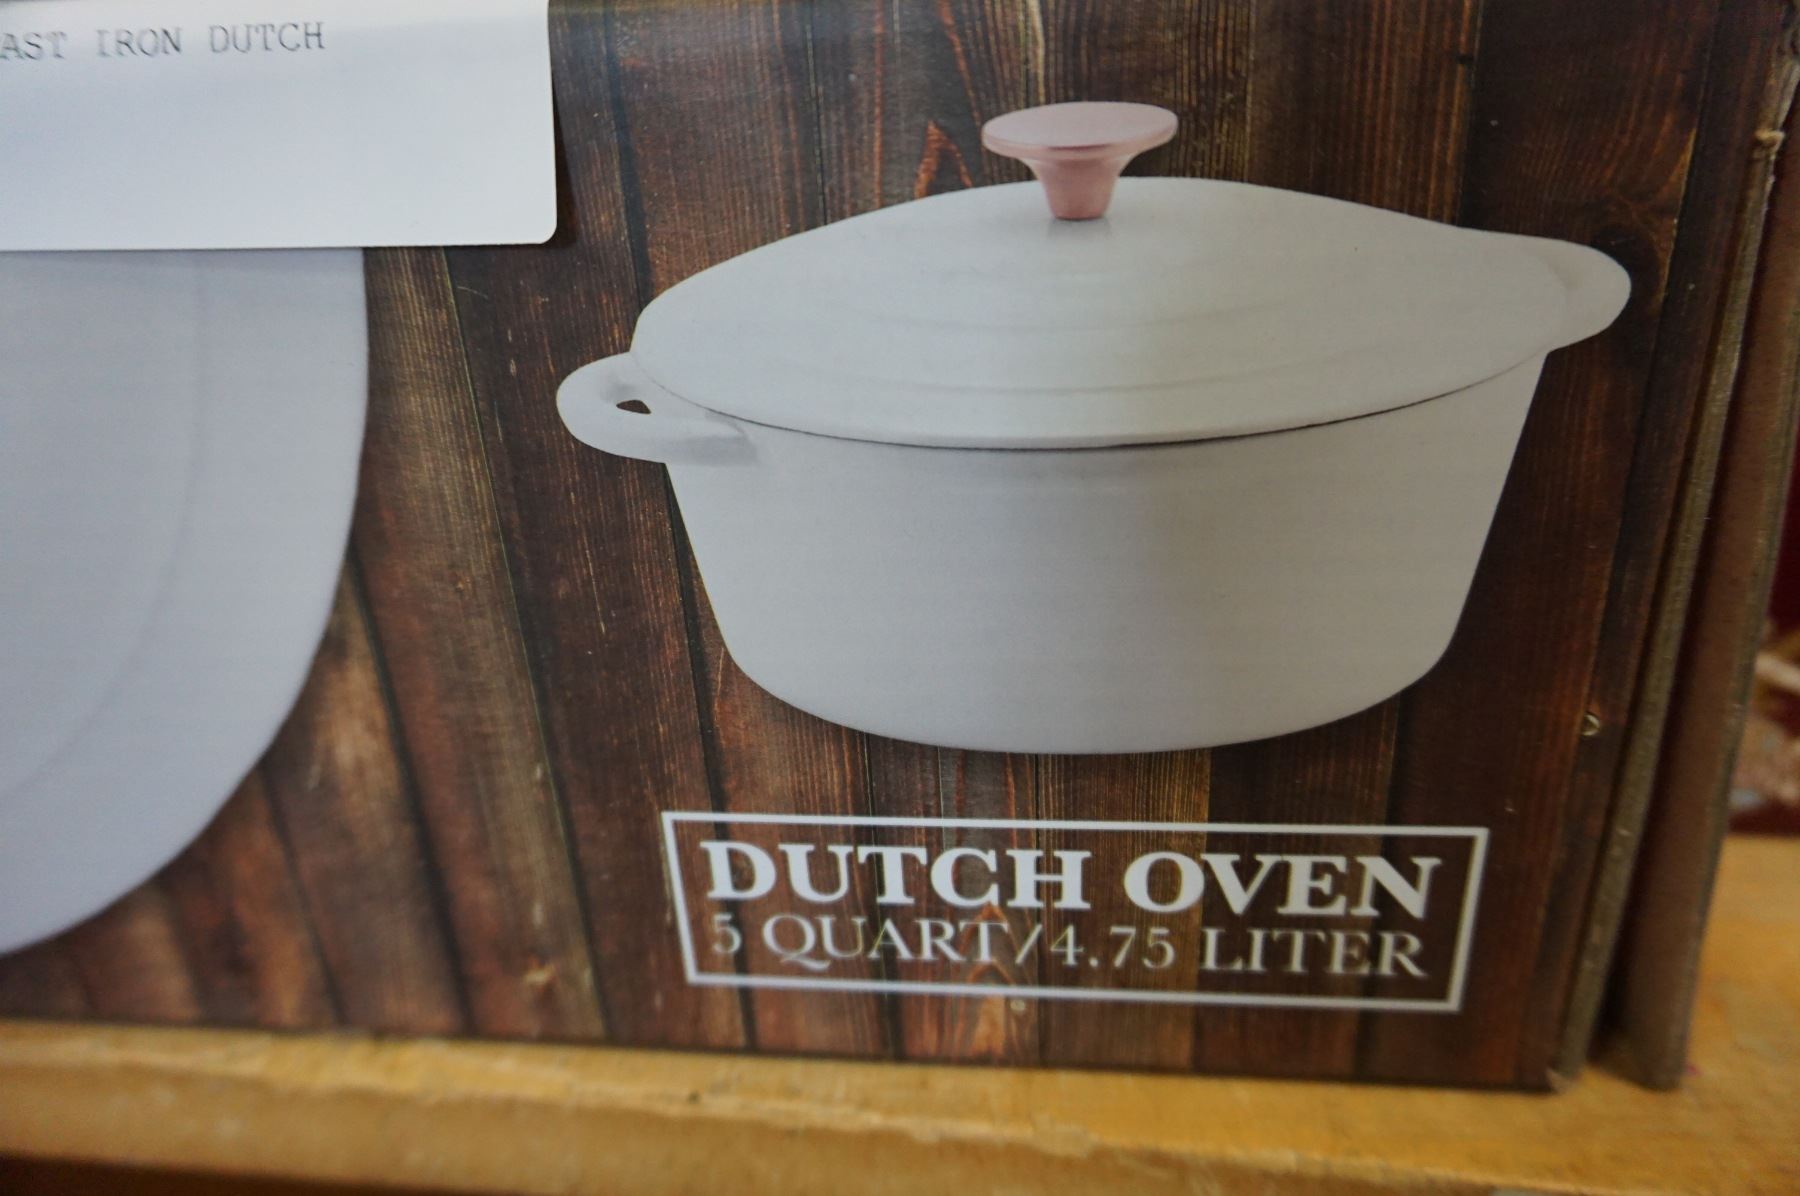 AST IRON DUTCH
DUTCH OVEN
5 QUART/4.75 LITER